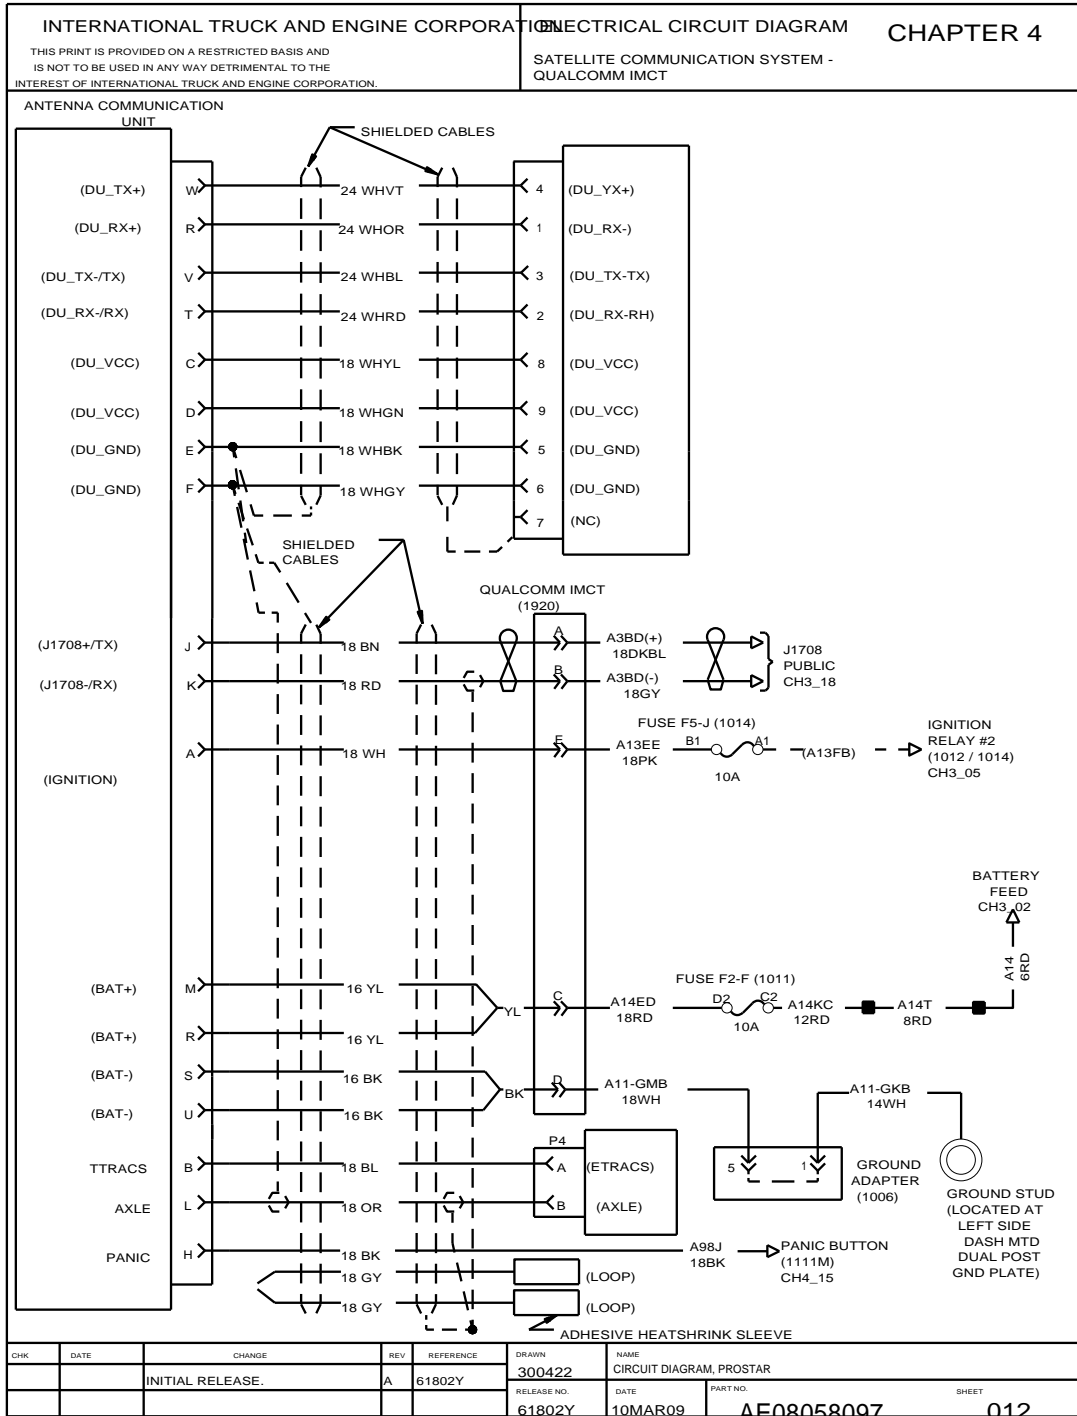 INTERNATIONAL TRUCK AND ENGINE CORPORATION
THIS PRINT IS PROVIDED ON A RESTRICTED BASIS AND
IS NOT TO BE USED IN ANY WAY DETRIMENTAL TO THE
INTEREST OF INTERNATIONAL TRUCK AND ENGINE CORPORATION.
ELECTRICAL CIRCUIT DIAGRAM
SATELLITE COMMUNICATION SYSTEM -
QUALCOMM IMCT
CHAPTER 4
ANTENNA COMMUNICATION
UNIT
SHIELDED CABLES
(DU_TX+) W 24 WHVT 4 (DU_YX+)
(DU_RX+) R 24 WHOR 1 (DU_RX-)
(DU_TX-/TX) V 24 WHBL 3 (DU_TX-TX)
(DU_RX-/RX) T 24 WHRD 2 (DU_RX-RH)
(DU_VCC) C 18 WHYL 8 (DU_VCC)
(DU_VCC) D 18 WHGN 9 (DU_VCC)
(DU_GND) E 18 WHBK 5 (DU_GND)
(DU_GND) F 18 WHGY 6 (DU_GND)
7 (NC)
SHIELDED
CABLES
QUALCOMM IMCT
(1920)
(J1708+/TX) J 18 BN A A3BD(+)
18DKBL
(J1708-/RX) K 18 RD B A3BD(-)
18GY
J1708
PUBLIC
CH3_18
FUSE F5-J (1014)
A 18 WH E A13EE B1 A1 (A13FB)
18PK
10A
IGNITION
RELAY #2
(1012 / 1014)
CH3_05
(IGNITION)
BATTERY
FEED
CH3_02
A14
6RD
FUSE F2-F (1011)
(BAT+) M 16 YL
YL C A14ED D2 C2 A14KC A14T
18RD 10A 12RD 8RD
(BAT+) R 16 YL
(BAT-) S 16 BK
BK D A11-GMB
18WH
A11-GKB
14WH
(BAT-) U 16 BK
P4
TTRACS B 18 BL A (ETRACS)
AXLE L 18 OR B (AXLE)
5 1
GROUND
ADAPTER
(1006)
GROUND STUD
(LOCATED AT
LEFT SIDE
DASH MTD
DUAL POST
GND PLATE)
PANIC H 18 BK A98J
18BK
PANIC BUTTON
(1111M)
CH4_15
18 GY (LOOP)
18 GY (LOOP)
ADHESIVE HEATSHRINK SLEEVE
CHK DATE CHANGE REV REFERENCE
INITIAL RELEASE. A 61802Y
DRAWN
300422
NAME
CIRCUIT DIAGRAM, PROSTAR
RELEASE NO.
61802Y
DATE
10MAR09
PART NO.
AE08058097
SHEET
012